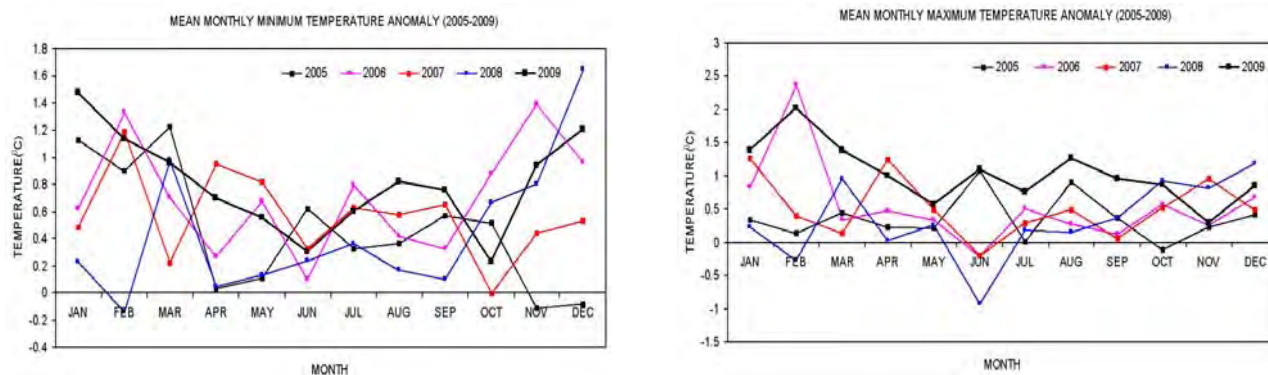 MEAN MONTHLY MINIMUM TEMPERATURE ANOMALY (2005-2009)
1.8
1.6
1.4
1.2
1
0.8
0.6
0.4
0.2
0
-0.2
-0.4
TEMPERATURE(°C)
2005 2006 2007 2008 2009
JAN FEB MAR APR MAY JUN JUL AUG SEP OCT NOV DEC
MONTH
MEAN MONTHLY MAXIMUM TEMPERATURE ANOMALY (2005-2009)
3
2.5
2
1.5
1
0.5
0
-0.5
-1
-1.5
TEMPERATURE(°C)
2005 2006 2007 2008 2009
JAN FEB MAR APR MAY JUN JUL AUG SEP OCT NOV DEC
MONTH